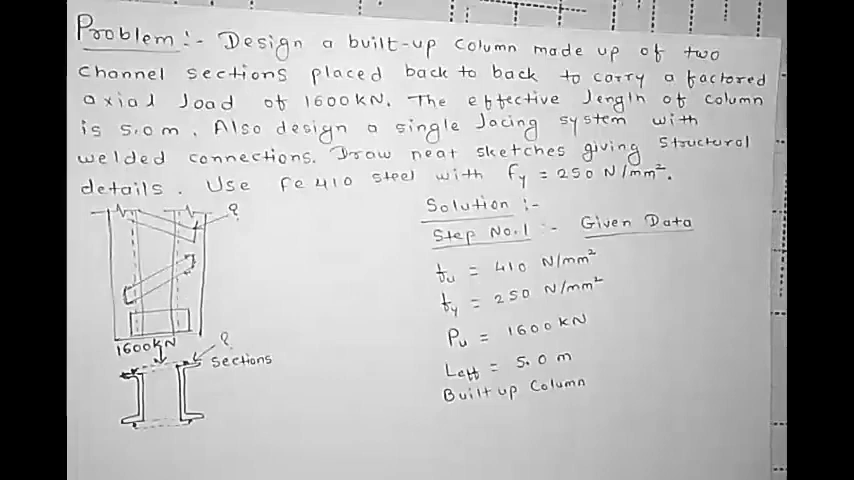 Problem :- Design a built-up column made up of two
channel sections placed back to back to carry a factored
axial load of 1600KN. The effective length of column
is 5.0 m. Also design a single lacing system with
welded connections. Draw neat sketches giving structural
details. Use Fe 410 steel with fy = 250 N/mm².
Solution :-
Step No.1 :- Given Data
fu = 410 N/mm²
fy = 250 N/mm²
Pu = 1600 KN
Leff = 5.0 m
Built up Column
?
1600KN
?
sections